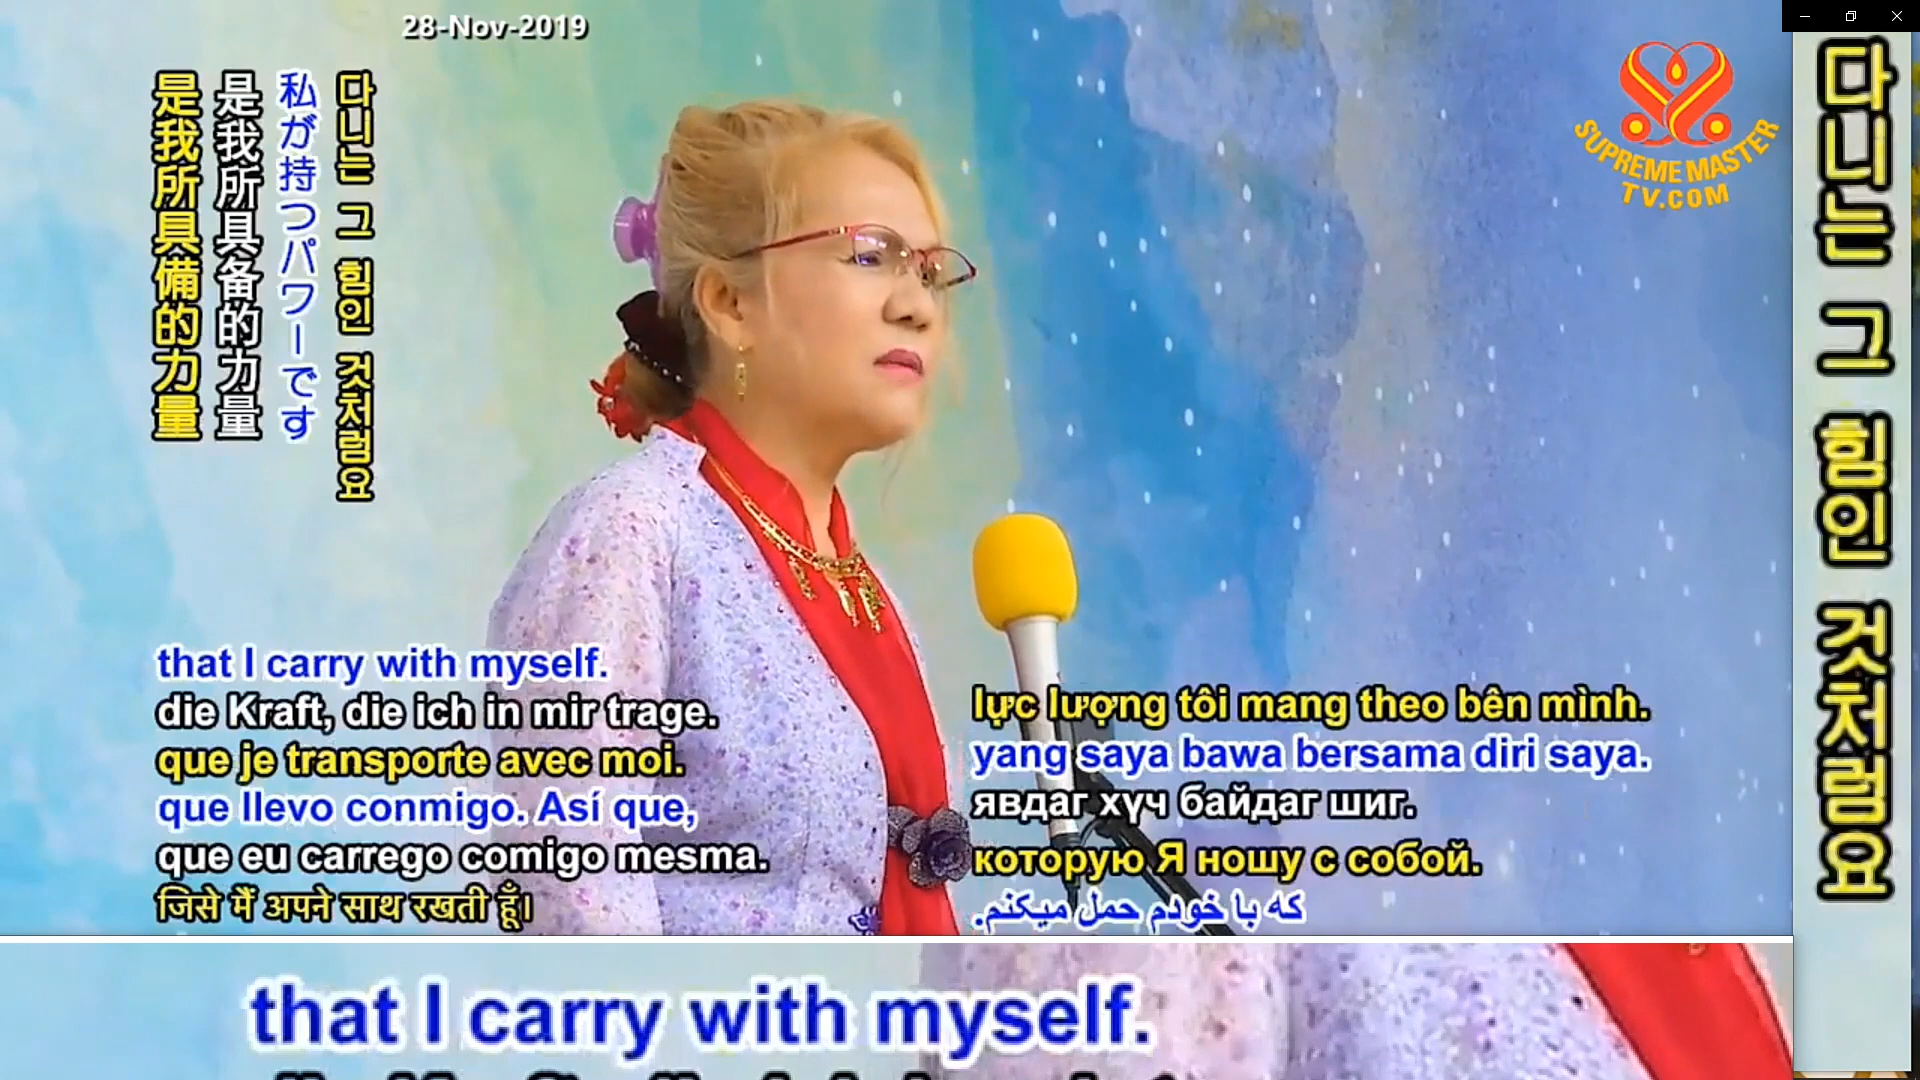 28-Nov-2019
다니는 그 힘인 것처럼요
私が持つパワーです
是我所具备的力量
是我所具備的力量
SUPREME MASTER
TV.COM
that I carry with myself.
die Kraft, die ich in mir trage.
que je transporte avec moi.
que llevo conmigo. Así que,
que eu carrego comigo mesma.
जिसे मैं अपने साथ रखती हूँ।
lực lượng tôi mang theo bên mình.
yang saya bawa bersama diri saya.
явдаг хүч байдаг шиг.
которую Я ношу с собой.
که با خودم حمل میکنم.
다니는 그 힘인 것처럼요
that I carry with myself.